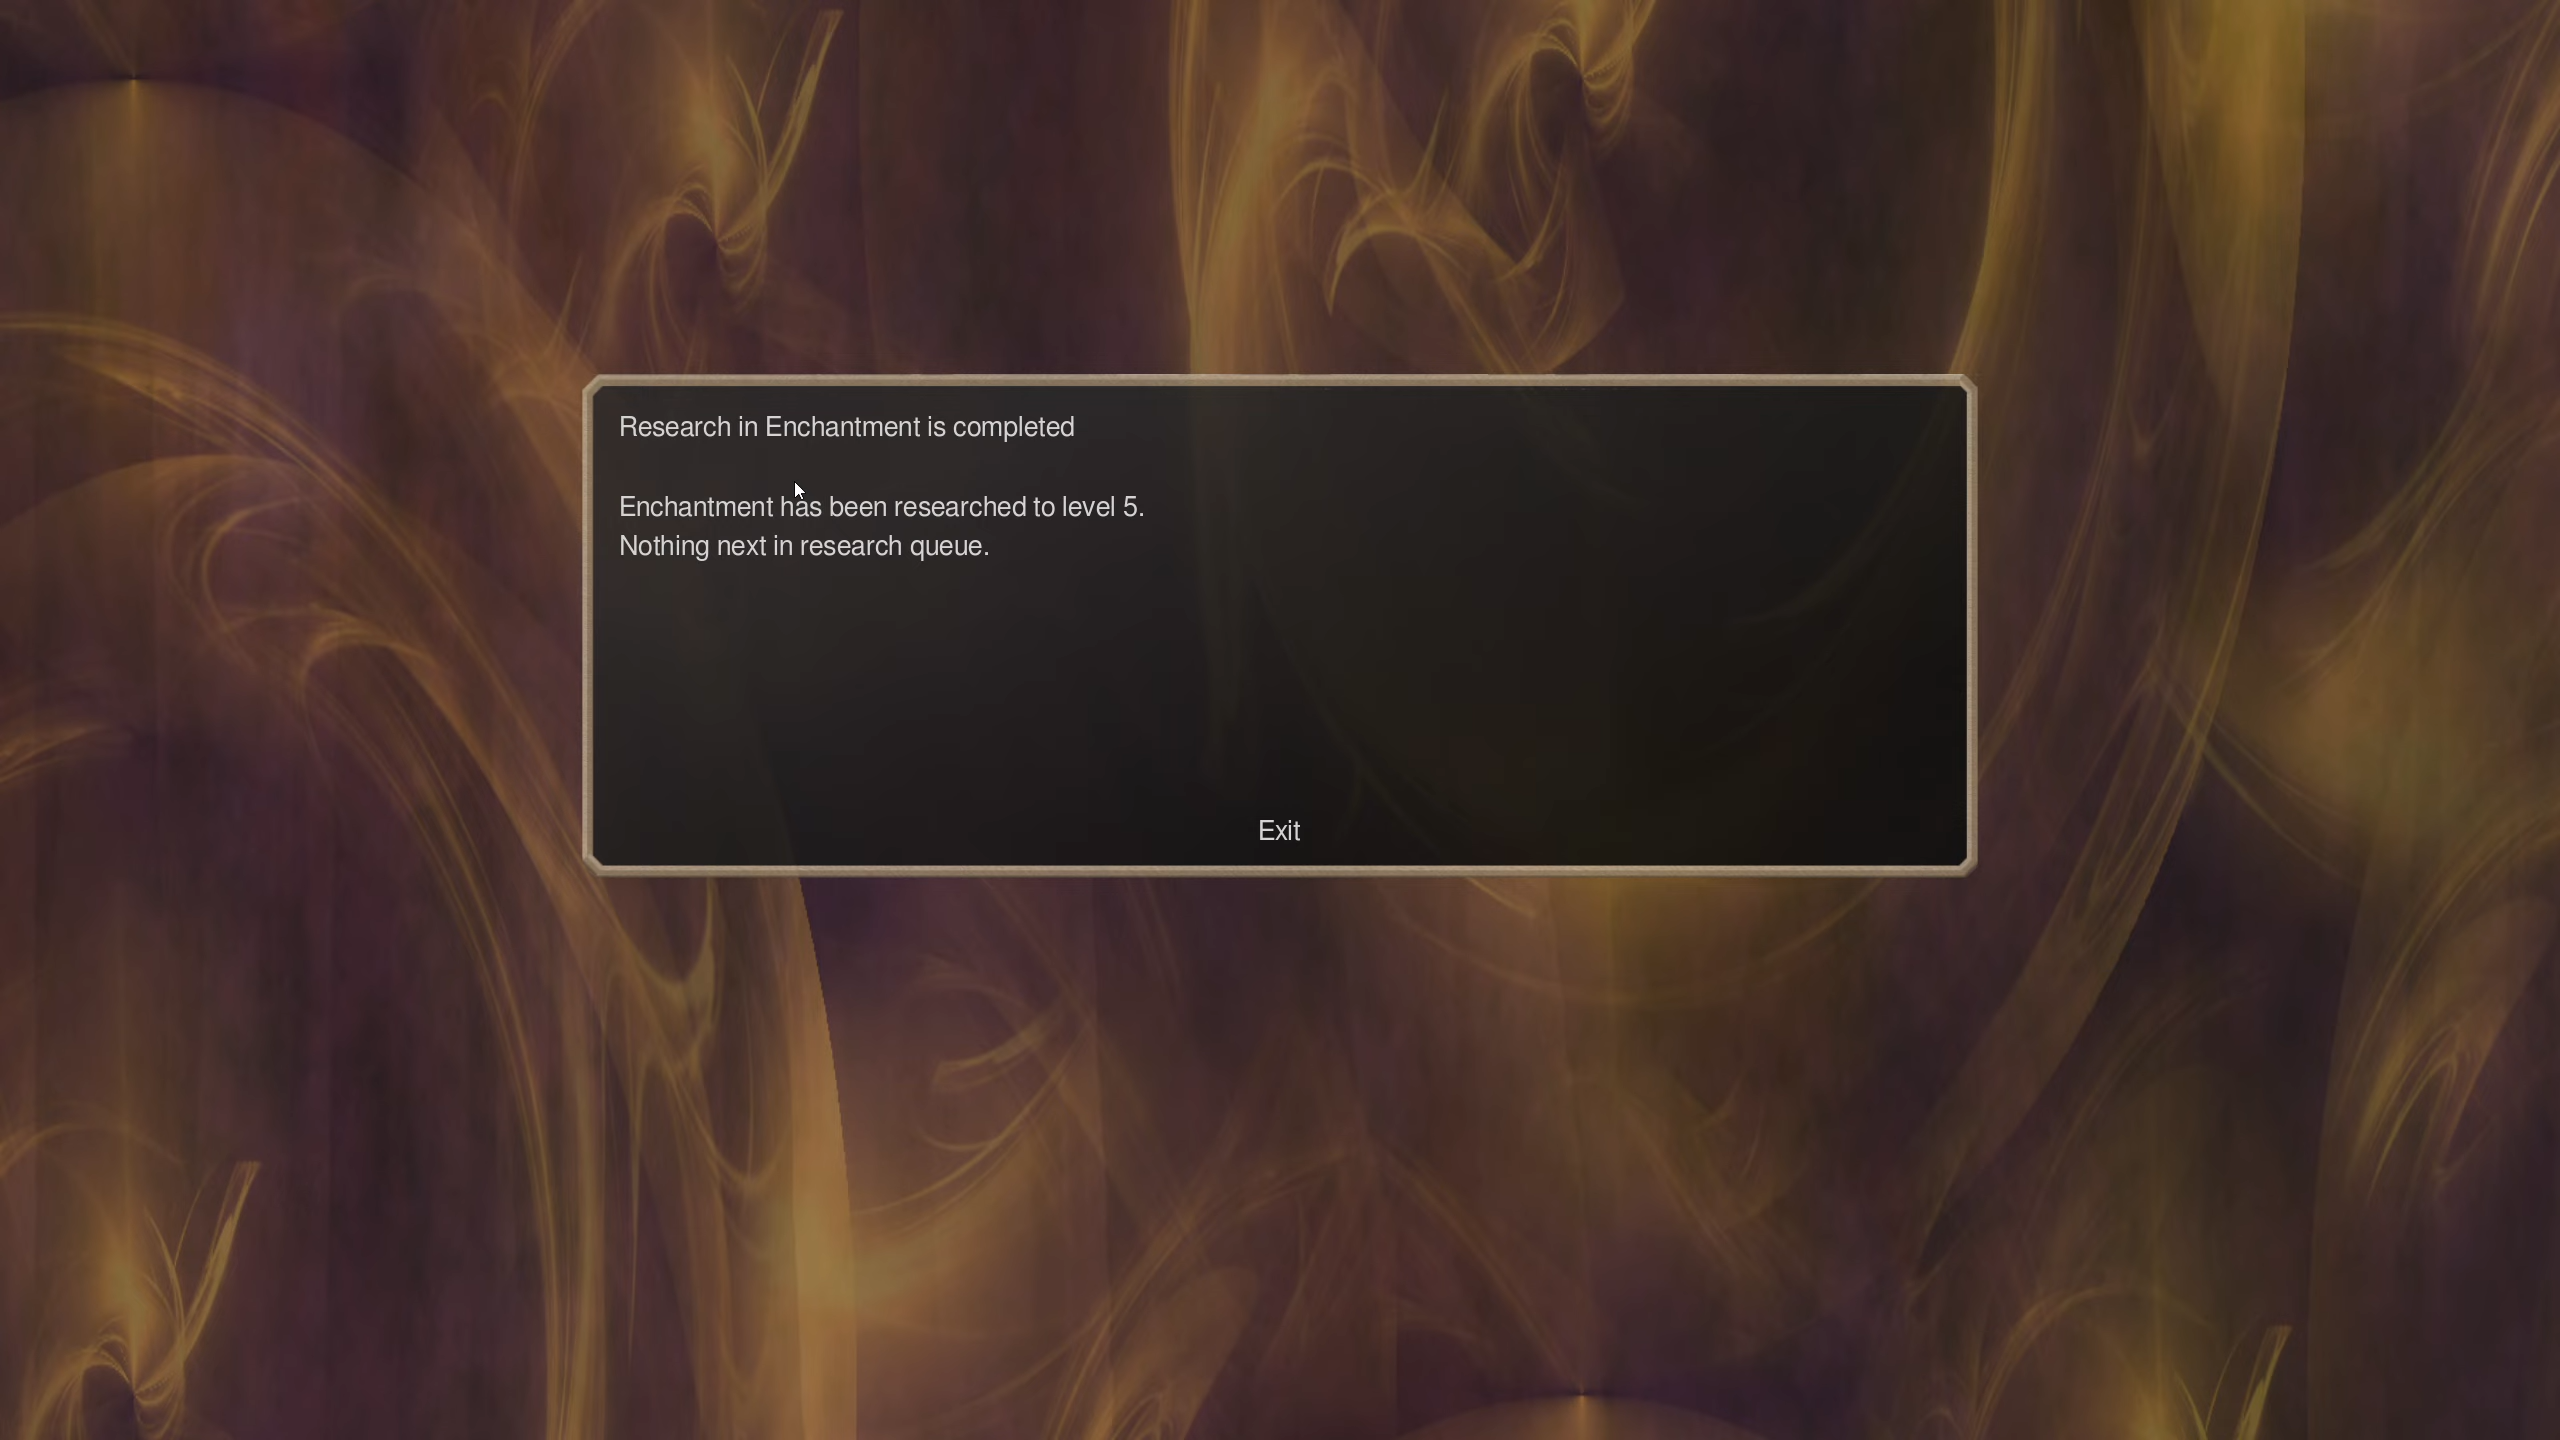 Research in Enchantment is completed
Enchantment has been researched to level 5.
Nothing next in research queue.
Exit